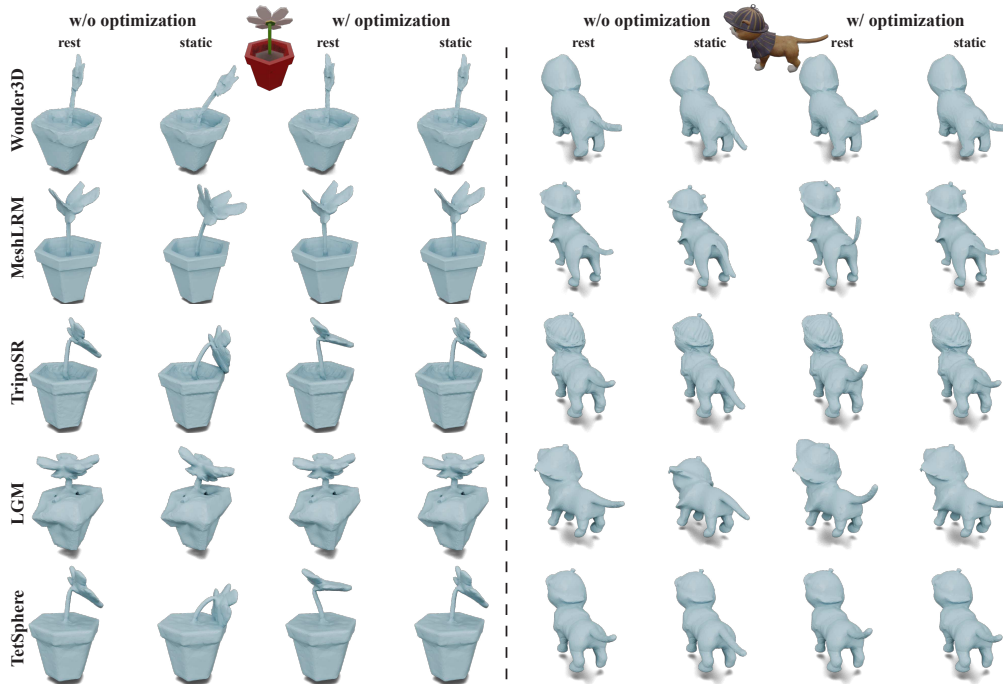 w/o optimization w/ optimization w/o optimization w/ optimization
rest static rest static rest static rest static
Wonder3D
MeshLRM
TripoSR
LGM
TetSphere